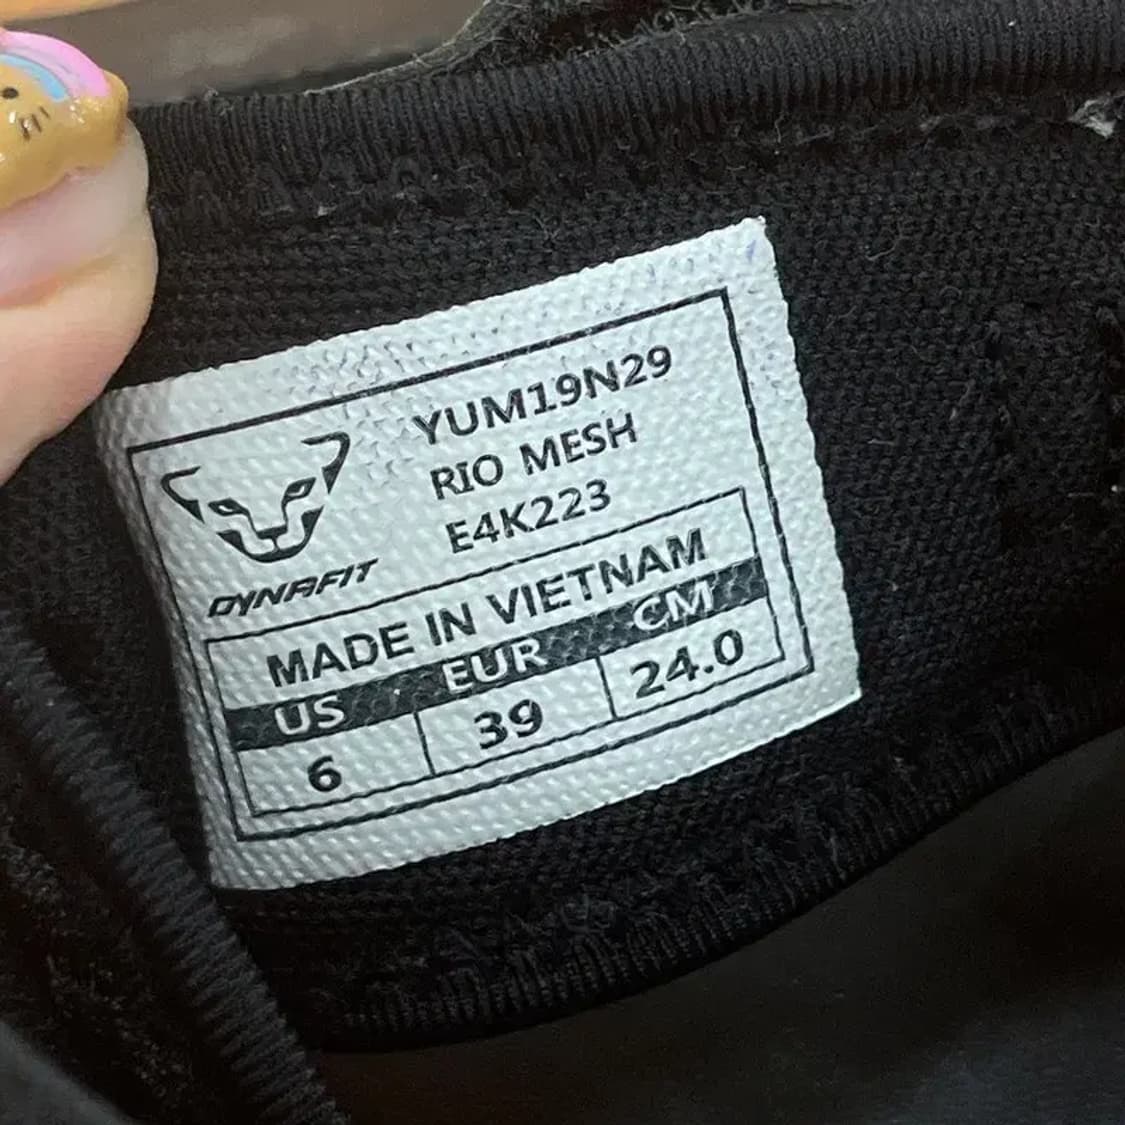 YUM19N29
RIO MESH
E4K223
DYNAFIT
MADE IN VIETNAM
US EUR CM
6 39 24.0